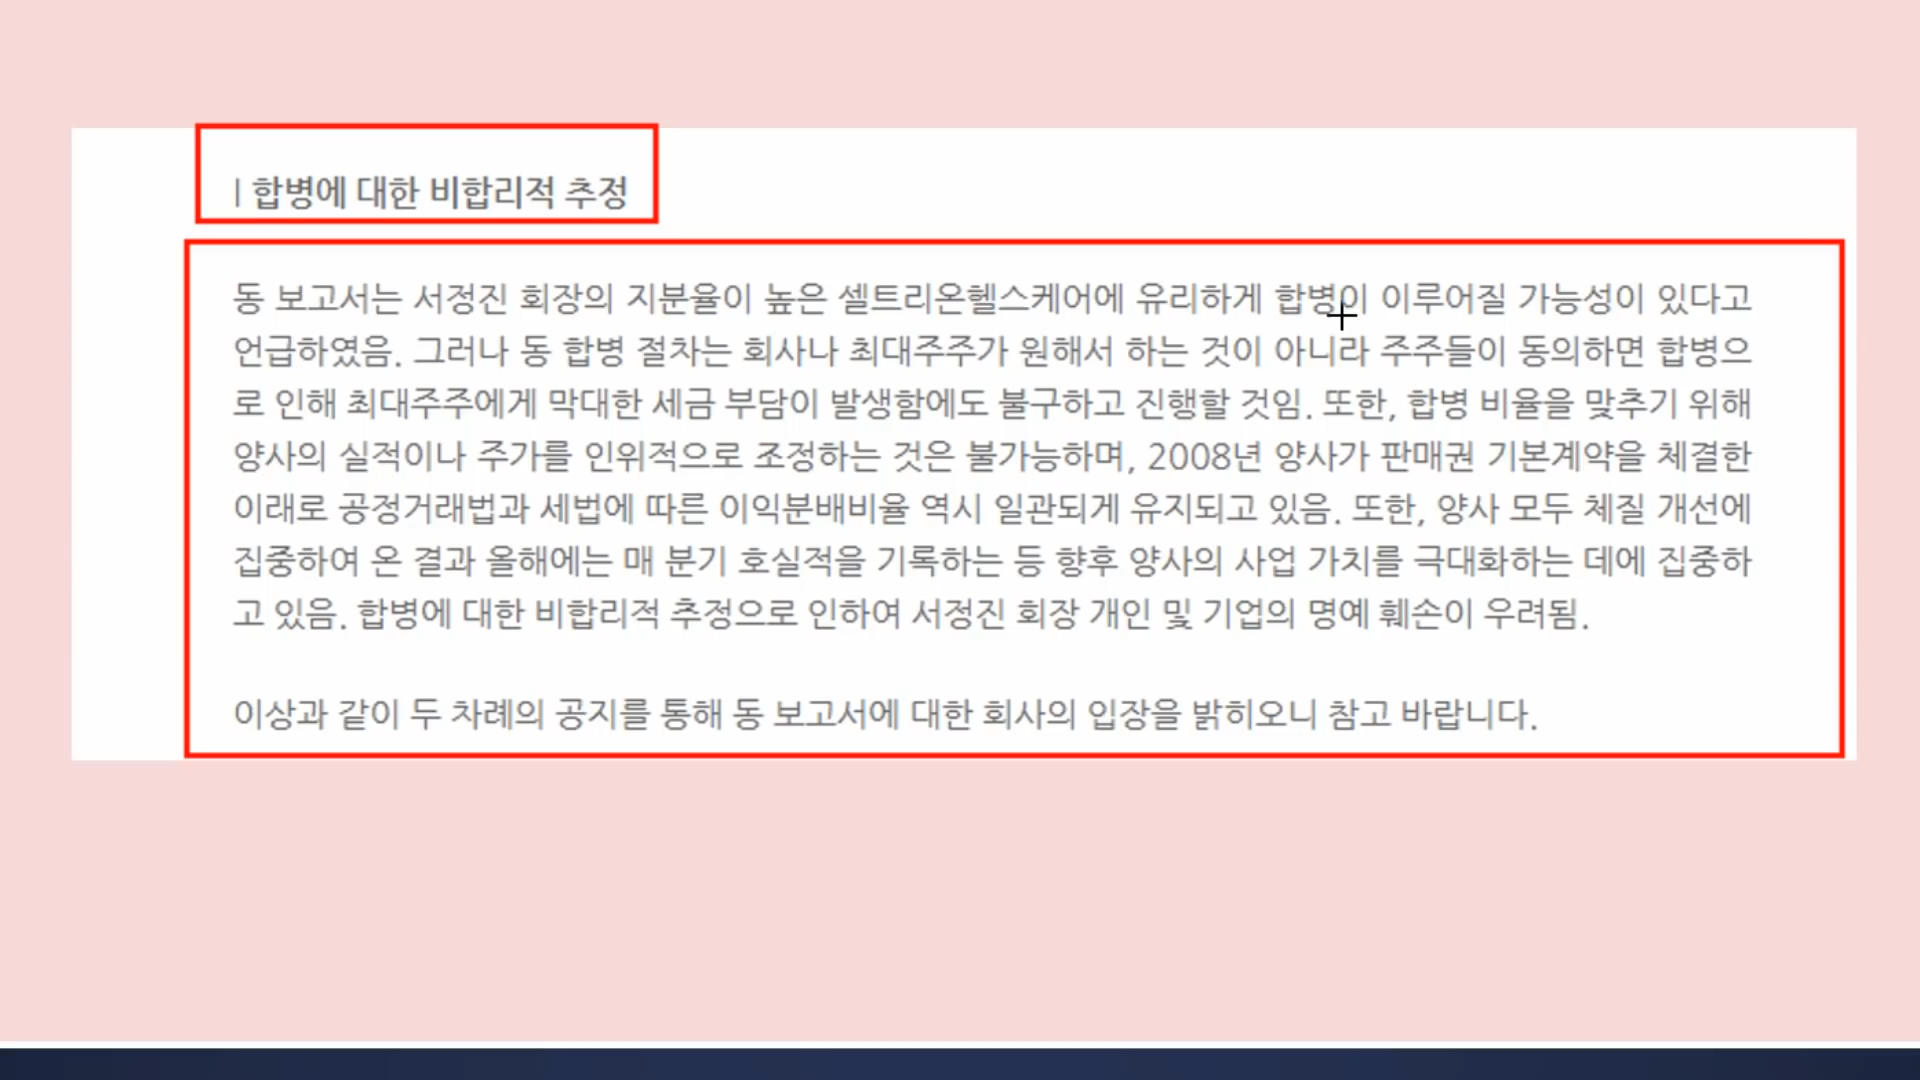 | 합병에 대한 비합리적 추정
동 보고서는 서정진 회장의 지분율이 높은 셀트리온헬스케어에 유리하게 합병이 이루어질 가능성이 있다고
언급하였음. 그러나 동 합병 절차는 회사나 최대주주가 원해서 하는 것이 아니라 주주들이 동의하면 합병으
로 인해 최대주주에게 막대한 세금 부담이 발생함에도 불구하고 진행할 것임. 또한, 합병 비율을 맞추기 위해
양사의 실적이나 주가를 인위적으로 조정하는 것은 불가능하며, 2008년 양사가 판매권 기본계약을 체결한
이래로 공정거래법과 세법에 따른 이익분배비율 역시 일관되게 유지되고 있음. 또한, 양사 모두 체질 개선에
집중하여 온 결과 올해에는 매 분기 호실적을 기록하는 등 향후 양사의 사업 가치를 극대화하는 데에 집중하
고 있음. 합병에 대한 비합리적 추정으로 인하여 서정진 회장 개인 및 기업의 명예 훼손이 우려됨.
이상과 같이 두 차례의 공지를 통해 동 보고서에 대한 회사의 입장을 밝히오니 참고 바랍니다.